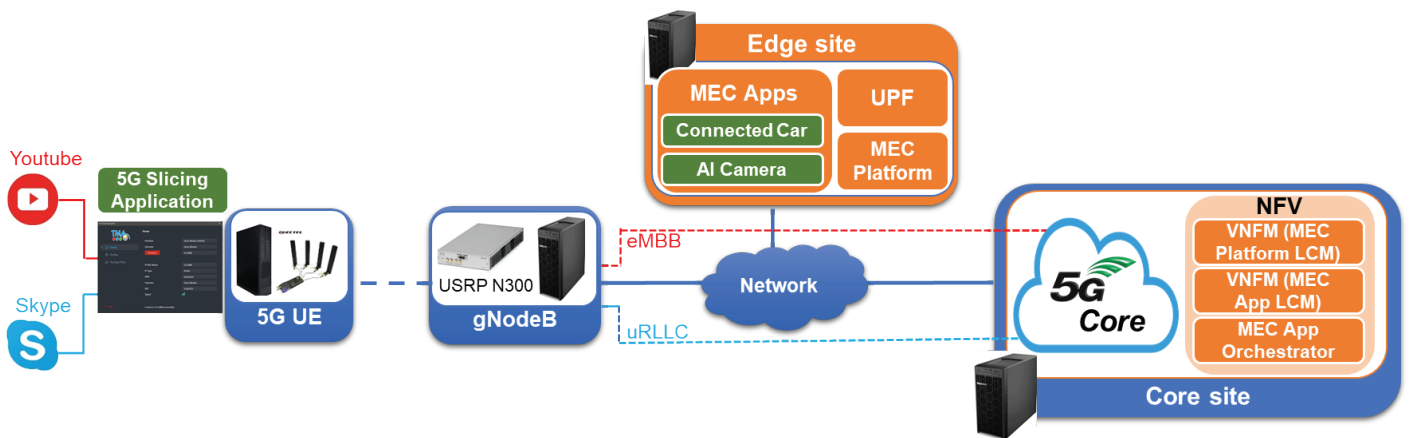 Edge site
MEC Apps
Connected Car
AI Camera
UPF
MEC
Platform
Youtube
5G Slicing
Application
Skype
S
5G UE
USRP N300
gNodeB
eMBB
uRLLC
Network
5G
Core
NFV
VNFM (MEC
Platform LCM)
VNFM (MEC
App LCM)
MEC App
Orchestrator
Core site